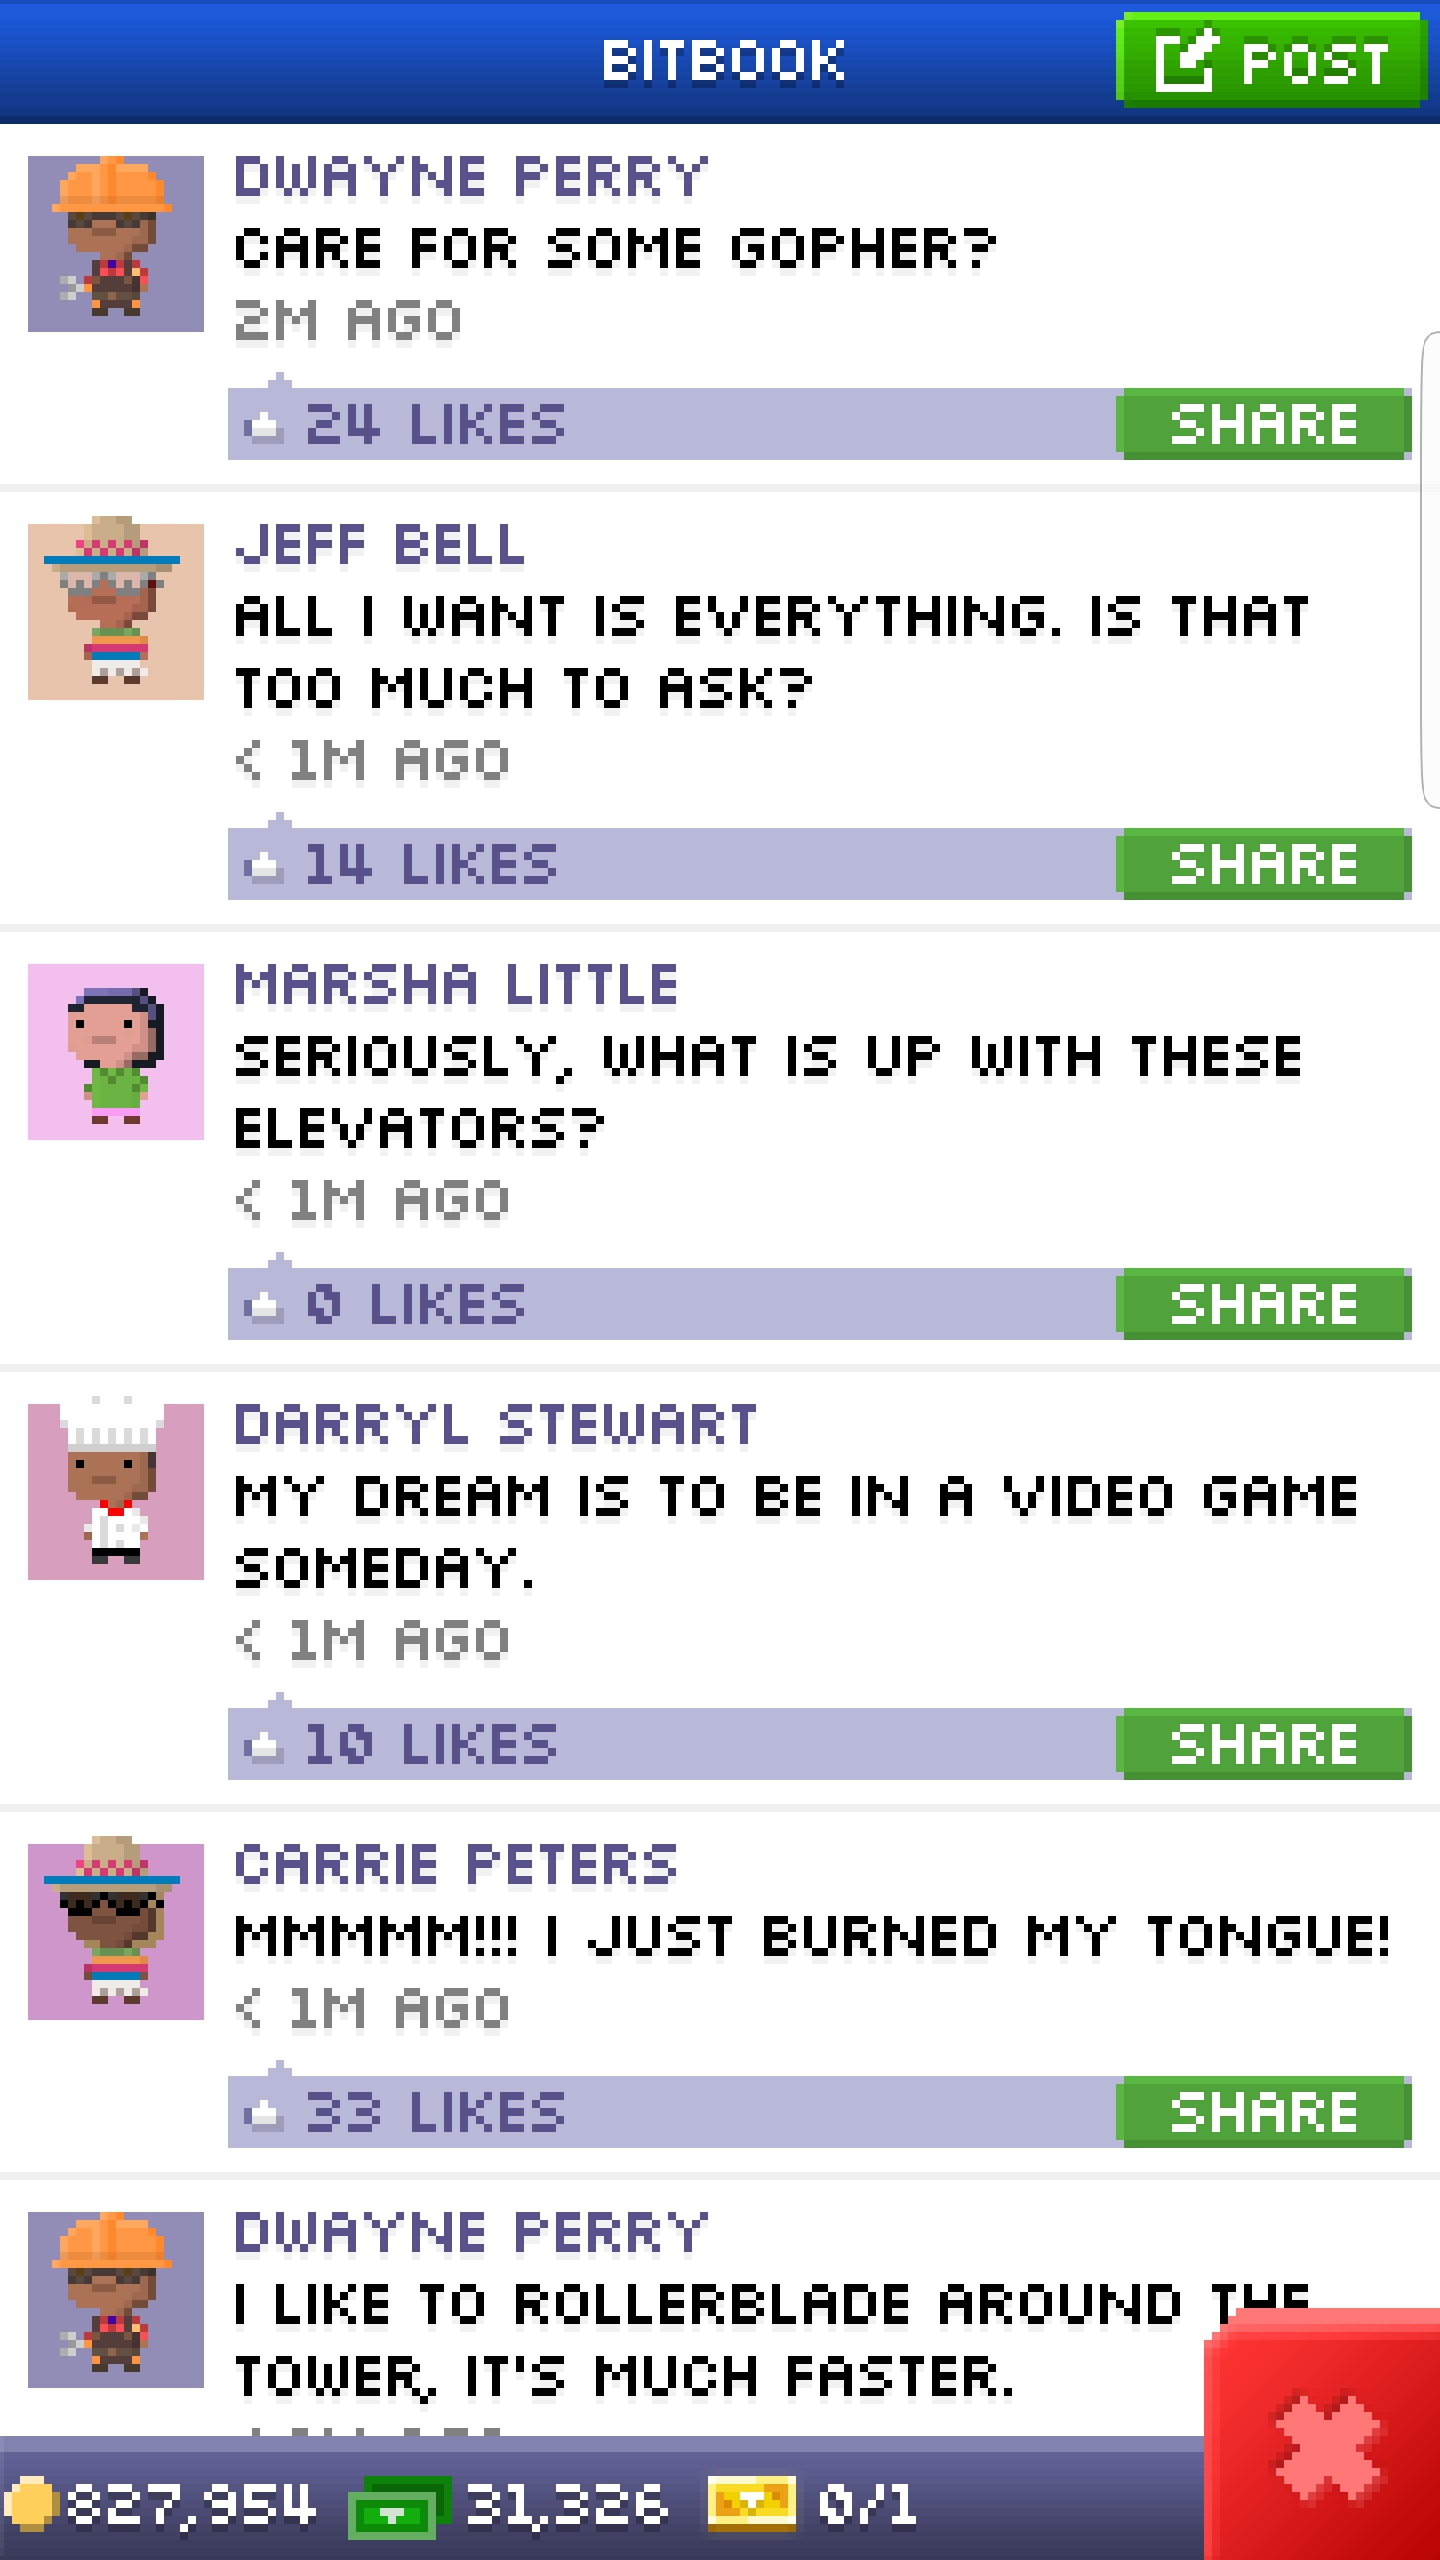 BITBOOK
POST
DWAYNE PERRY
CARE FOR SOME GOPHER?
2M AGO
24 LIKES
SHARE
JEFF BELL
ALL I WANT IS EVERYTHING. IS THAT
TOO MUCH TO ASK?
< 1M AGO
14 LIKES
SHARE
MARSHA LITTLE
SERIOUSLY, WHAT IS UP WITH THESE
ELEVATORS?
< 1M AGO
0 LIKES
SHARE
DARRYL STEWART
MY DREAM IS TO BE IN A VIDEO GAME
SOMEDAY.
< 1M AGO
10 LIKES
SHARE
CARRIE PETERS
MMMMM!!! I JUST BURNED MY TONGUE!
< 1M AGO
33 LIKES
SHARE
DWAYNE PERRY
I LIKE TO ROLLERBLADE AROUND THE
TOWER, IT'S MUCH FASTER.
827,954
31,326
0/1